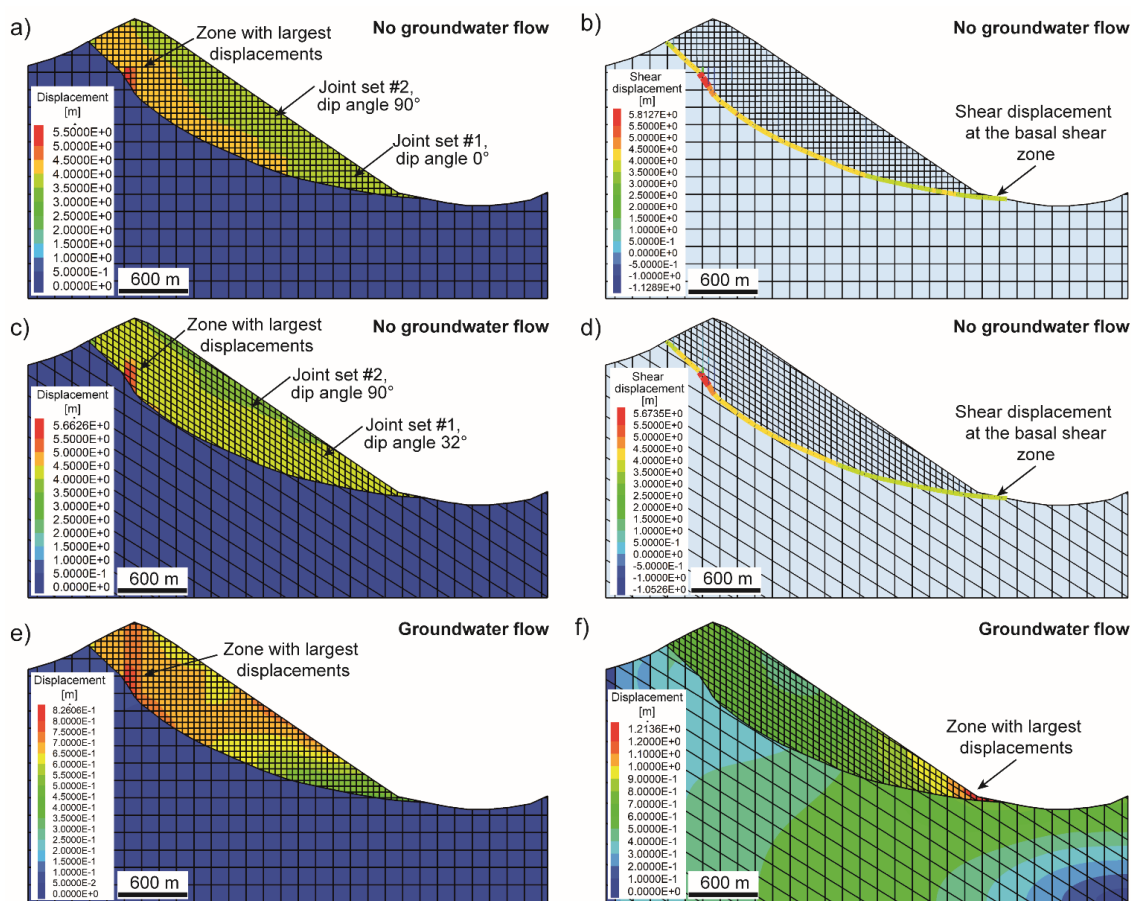 a)
No groundwater flow
Zone with largest
displacements
Joint set #2,
dip angle 90°
Joint set #1,
dip angle 0°
Displacement
[m]
5.5000E+0
5.0000E+0
4.5000E+0
4.0000E+0
3.5000E+0
3.0000E+0
2.5000E+0
2.0000E+0
1.5000E+0
1.0000E+0
5.0000E-1
0.0000E+0
600 m
b)
No groundwater flow
Shear
displacement
[m]
5.8127E+0
5.5000E+0
5.0000E+0
4.5000E+0
4.0000E+0
3.5000E+0
3.0000E+0
2.5000E+0
2.0000E+0
1.5000E+0
1.0000E+0
5.0000E-1
0.0000E+0
-5.0000E-1
-1.0000E+0
-1.1289E+0
Shear displacement
at the basal shear
zone
600 m
c)
No groundwater flow
Zone with largest
displacements
Joint set #2,
dip angle 90°
Joint set #1,
dip angle 32°
Displacement
[m]
5.6626E+0
5.5000E+0
5.0000E+0
4.5000E+0
4.0000E+0
3.5000E+0
3.0000E+0
2.5000E+0
2.0000E+0
1.5000E+0
1.0000E+0
5.0000E-1
0.0000E+0
600 m
d)
No groundwater flow
Shear
displacement
[m]
5.6735E+0
5.5000E+0
5.0000E+0
4.5000E+0
4.0000E+0
3.5000E+0
3.0000E+0
2.5000E+0
2.0000E+0
1.5000E+0
1.0000E+0
5.0000E-1
0.0000E+0
-5.0000E-1
-1.0000E+0
-1.0526E+0
Shear displacement
at the basal shear
zone
600 m
e)
Groundwater flow
Zone with largest
displacements
Displacement
[m]
8.2606E-1
8.0000E-1
7.5000E-1
7.0000E-1
6.5000E-1
6.0000E-1
5.5000E-1
5.0000E-1
4.5000E-1
4.0000E-1
3.5000E-1
3.0000E-1
2.5000E-1
2.0000E-1
1.5000E-1
1.0000E-1
5.0000E-2
0.0000E+0
600 m
f)
Groundwater flow
Displacement
[m]
1.2136E+0
1.2000E+0
1.1000E+0
1.0000E+0
9.0000E-1
8.0000E-1
7.0000E-1
6.0000E-1
5.0000E-1
4.0000E-1
3.0000E-1
2.0000E-1
1.0000E-1
0.0000E+0
Zone with largest
displacements
600 m